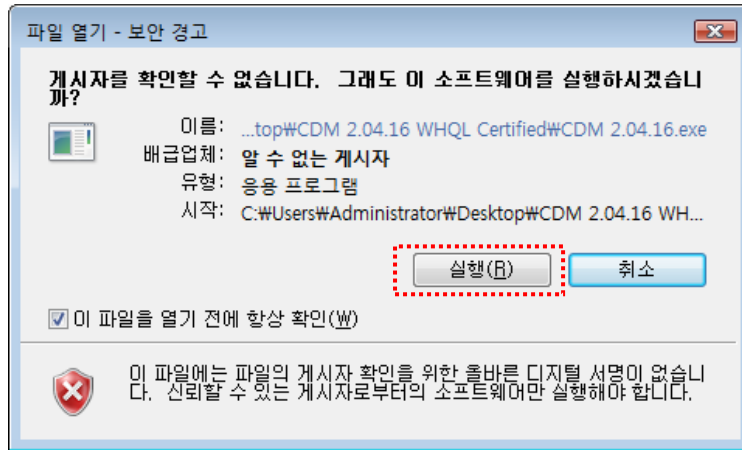 파일 열기 - 보안 경고
게시자를 확인할 수 없습니다. 그래도 이 소프트웨어를 실행하시겠습니
까?
이름: ...top₩CDM 2.04.16 WHQL Certified₩CDM 2.04.16.exe
배급업체: 알 수 없는 게시자
유형: 응용 프로그램
시작: C:₩Users₩Administrator₩Desktop₩CDM 2.04.16 WH...
실행(R) 취소
이 파일을 열기 전에 항상 확인(W)
이 파일에는 파일의 게시자 확인을 위한 올바른 디지털 서명이 없습니
다. 신뢰할 수 있는 게시자로부터의 소프트웨어만 실행해야 합니다.